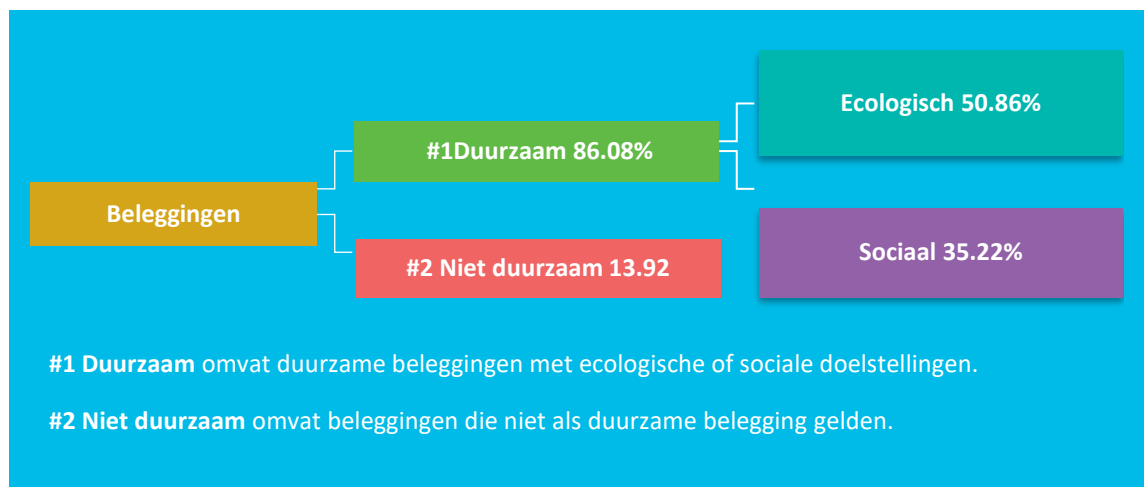 Ecologisch 50.86%
#1Duurzaam 86.08%
Beleggingen
#2 Niet duurzaam 13.92
Sociaal 35.22%
#1 Duurzaam omvat duurzame beleggingen met ecologische of sociale doelstellingen.
#2 Niet duurzaam omvat beleggingen die niet als duurzame belegging gelden.